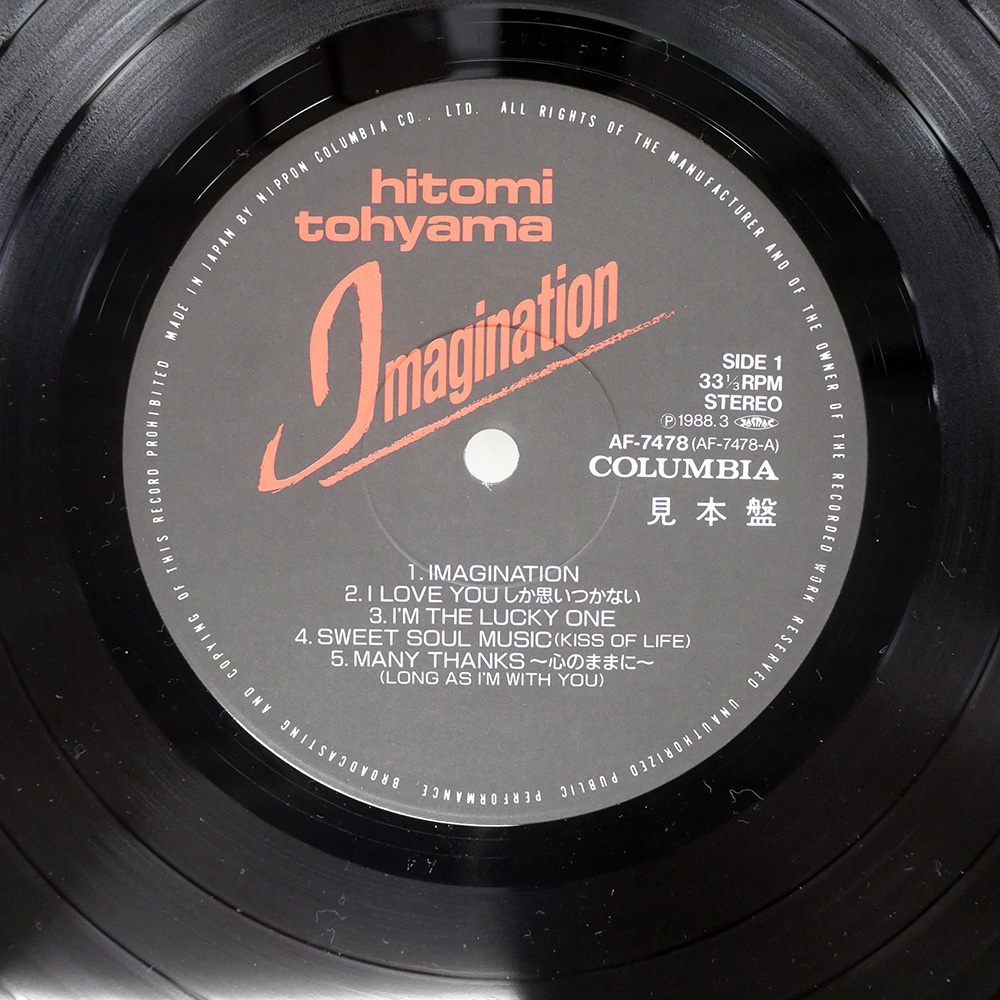 hitomi
tohyama
Imagination
SIDE 1
33 1/3 RPM
STEREO
Ⓟ1988.3 JASRAC
AF-7478 (AF-7478-A)
COLUMBIA
見本盤
1. IMAGINATION
2. I LOVE YOU しか思いつかない
3. I'M THE LUCKY ONE
4. SWEET SOUL MUSIC (KISS OF LIFE)
5. MANY THANKS 〜心のままに〜
(LONG AS I'M WITH YOU)
MADE IN JAPAN BY NIPPON COLUMBIA CO., LTD. ALL RIGHTS OF THE MANUFACTURER AND OF THE OWNER OF THE RECORDED WORK RESERVED UNAUTHORIZED PUBLIC PERFORMANCE. BROADCASTING AND COPYING OF THIS RECORD PROHIBITED